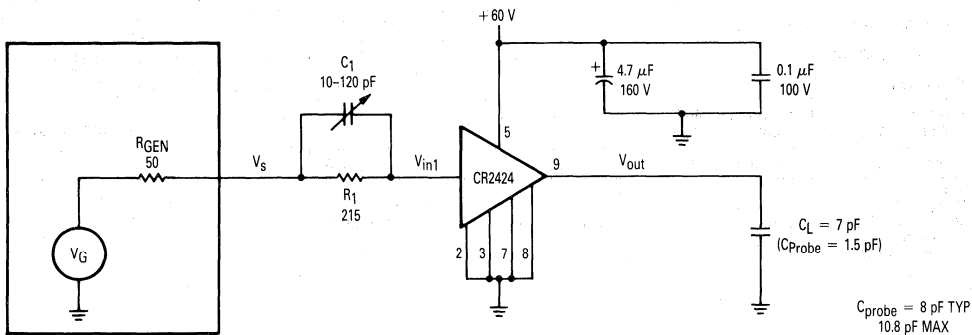 +60 V
C1
10–120 pF
+ 4.7 µF
160 V
0.1 µF
100 V
5
RGEN
50
VS
Vin1
CR2424
9
Vout
R1
215
VG
2 3 7 8
CL = 7 pF
(CProbe = 1.5 pF)
Cprobe = 8 pF TYP
10.8 pF MAX